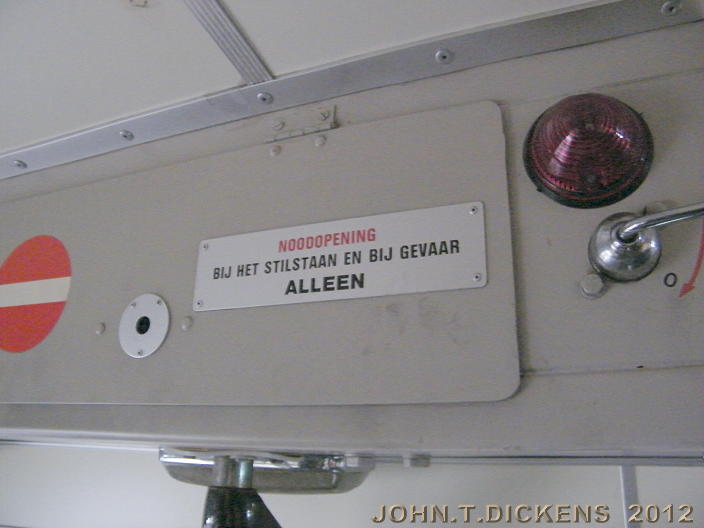 NOODOPENING
BIJ HET STILSTAAN EN BIJ GEVAAR
ALLEEN
O
JOHN.T.DICKENS 2012